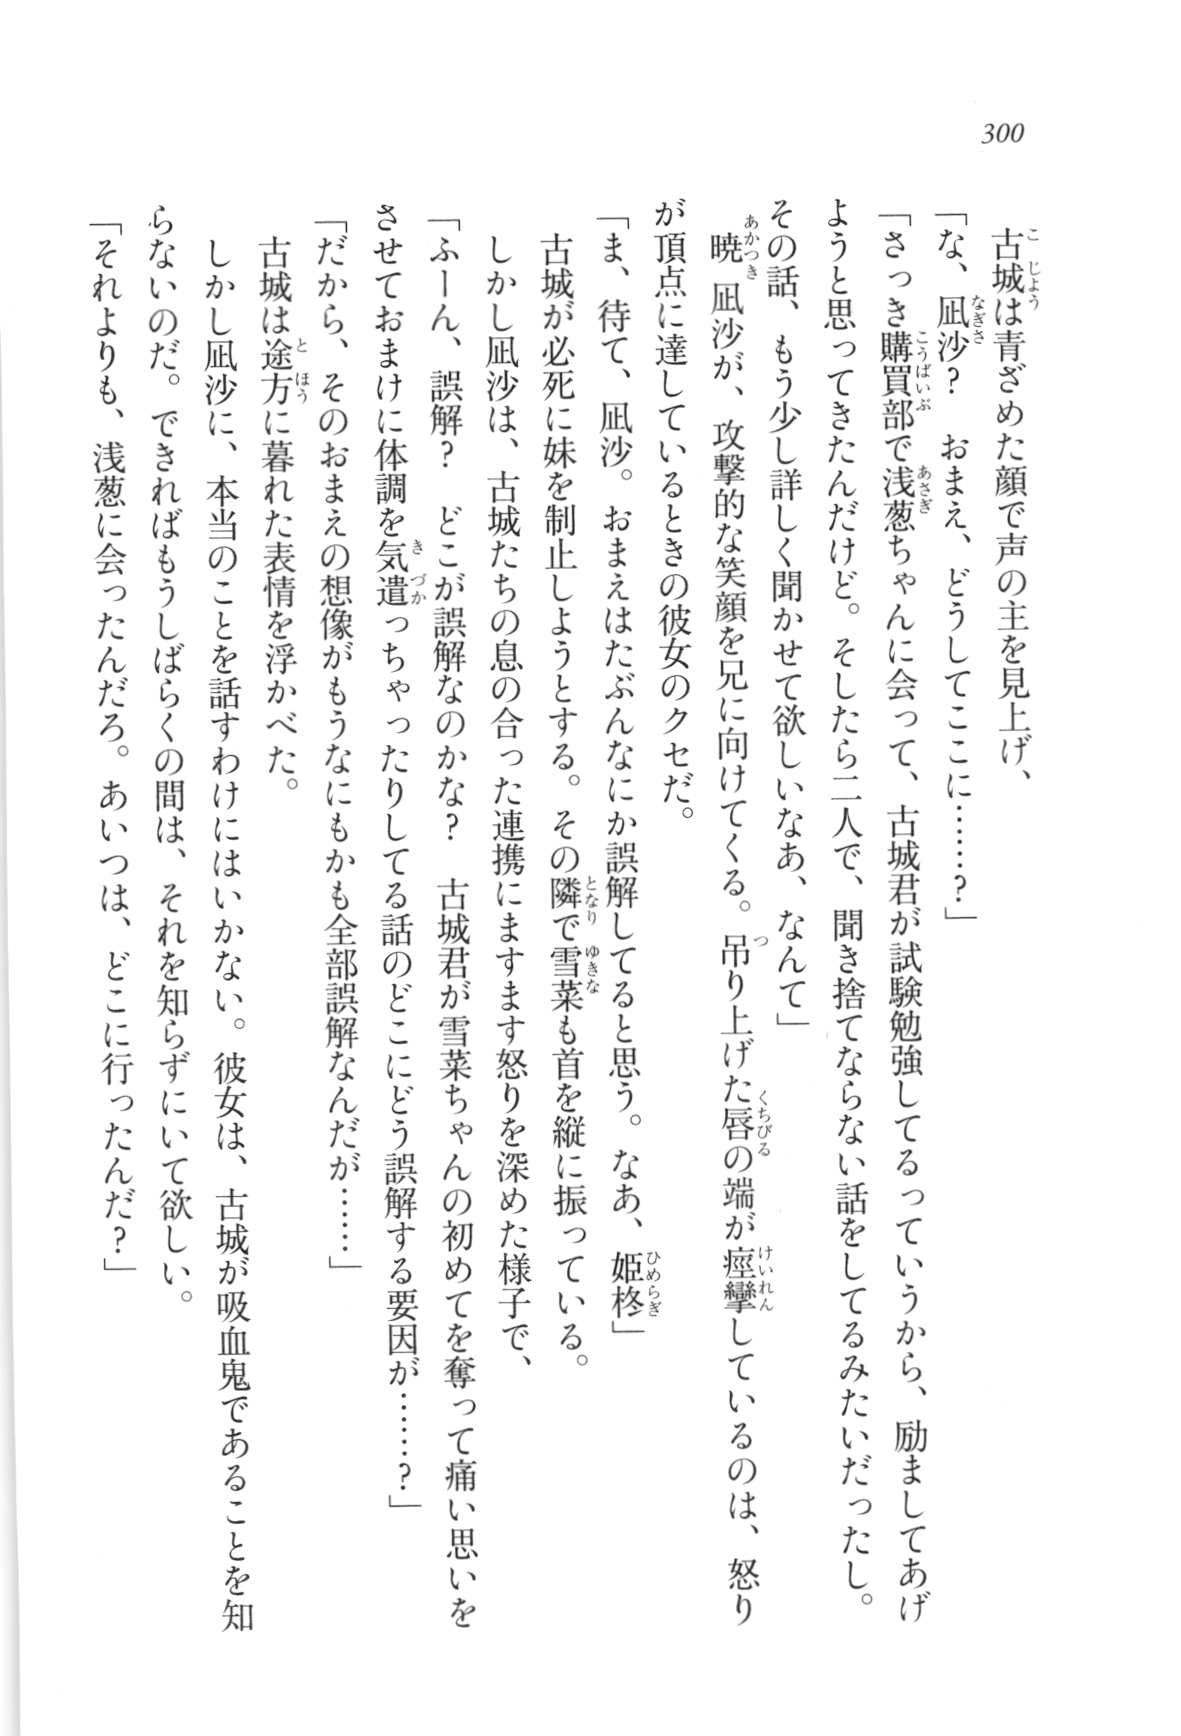 300
古城は青ざめた顔で声の主を見上げ、
「な、凪沙？　おまえ、どうしてここに……？」
「さっき購買部で浅葱ちゃんに会って、古城君が試験勉強してるっていうから、励ましてあげ
ようと思ってきたんだけど。そしたら二人で、聞き捨てならない話をしてるみたいだったし。
その話、もう少し詳しく聞かせて欲しいなあ、なんて」
暁凪沙が、攻撃的な笑顔を兄に向けてくる。吊り上げた唇の端が痙攣しているのは、怒り
が頂点に達しているときの彼女のクセだ。
「ま、待て、凪沙。おまえはたぶんなにか誤解してると思う。なあ、姫柊」
古城が必死に妹を制止しようとする。その隣で雪菜も首を縦に振っている。
しかし凪沙は、古城たちの息の合った連携にますます怒りを深めた様子で、
「ふーん、誤解？　どこが誤解なのかな？　古城君が雪菜ちゃんの初めてを奪って痛い思いを
させておまけに体調を気遣っちゃったりしてる話のどこにどう誤解する要因が……？」
「だから、そのおまえの想像がもうなにもかも全部誤解なんだが……」
古城は途方に暮れた表情を浮かべた。
しかし凪沙に、本当のことを話すわけにはいかない。彼女は、古城が吸血鬼であることを知
らないのだ。できればもうしばらくの間は、それを知らずにいて欲しい。
「それよりも、浅葱に会ったんだろ。あいつは、どこに行ったんだ？」